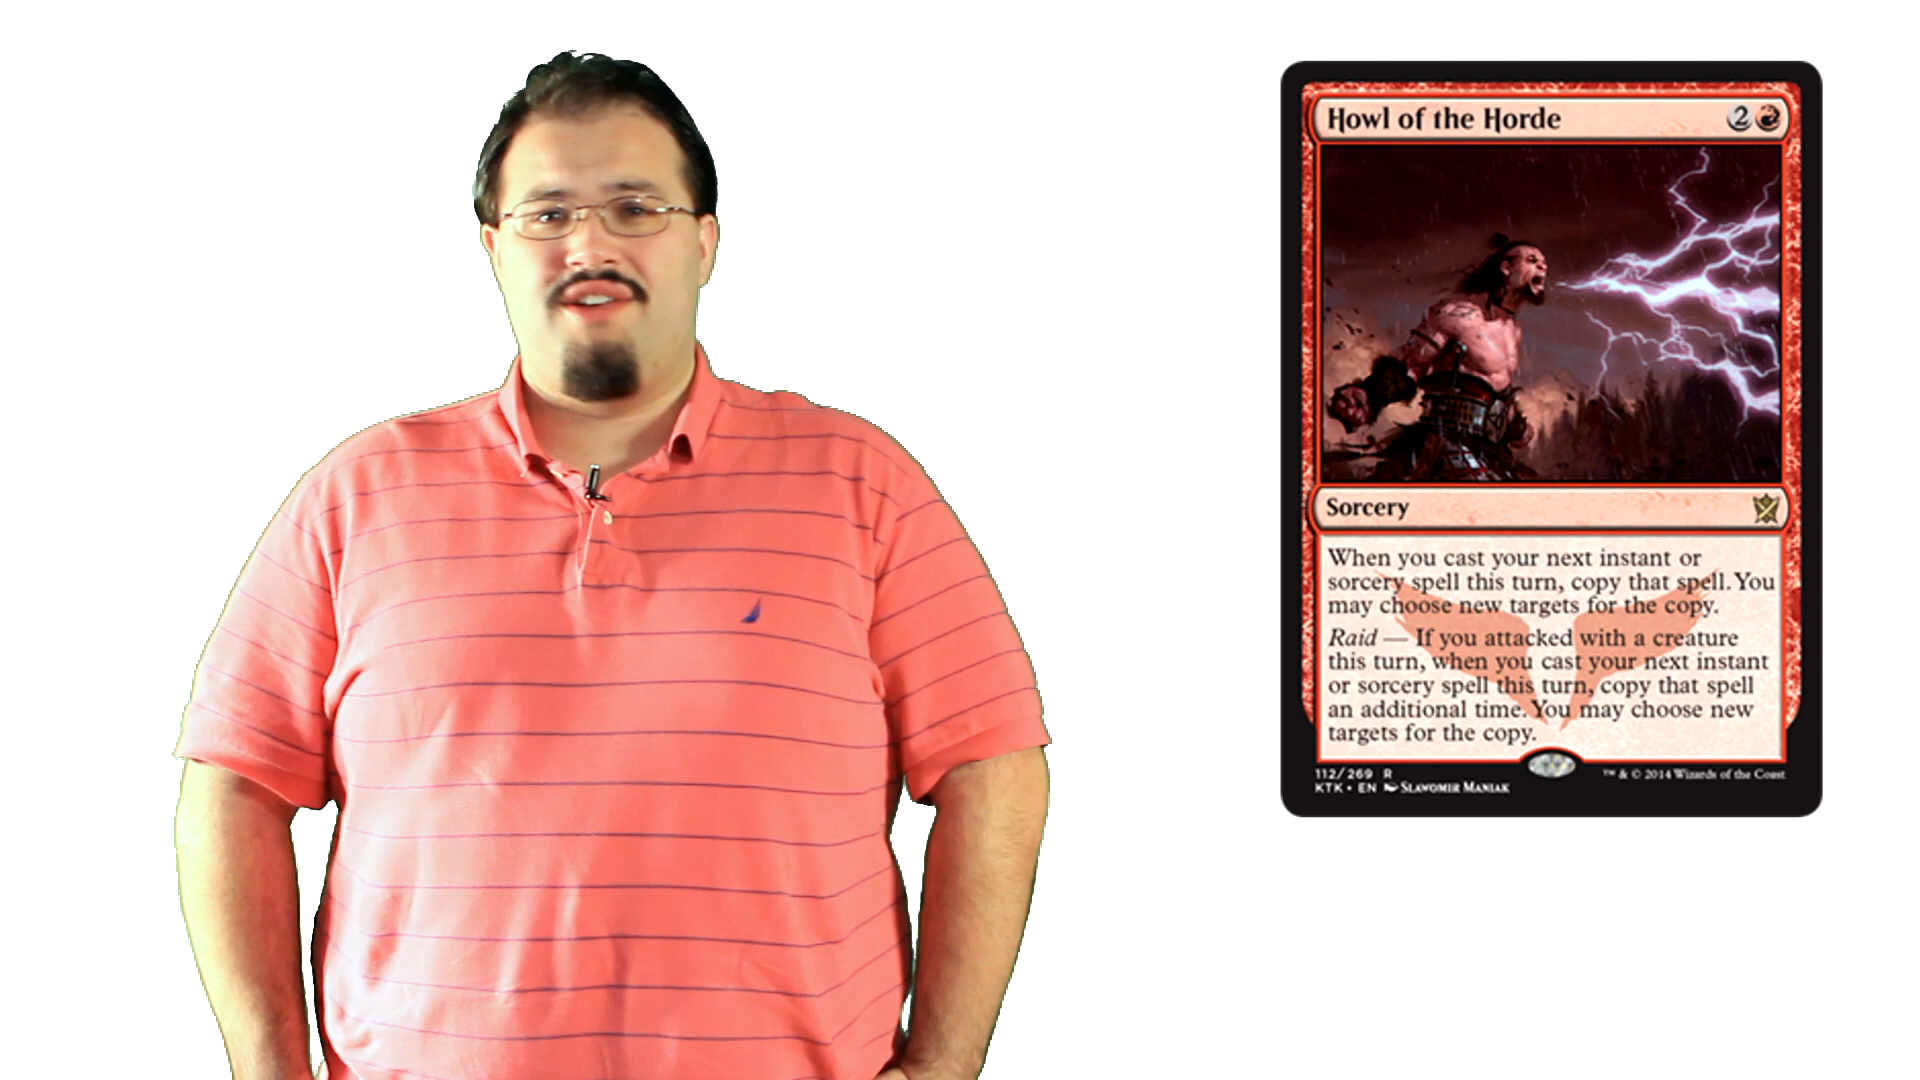 Howl of the Horde 2
Sorcery
When you cast your next instant or
sorcery spell this turn, copy that spell. You
may choose new targets for the copy.
Raid — If you attacked with a creature
this turn, when you cast your next instant
or sorcery spell this turn, copy that spell
an additional time. You may choose new
targets for the copy.
112/269 R
KTK • EN Slawomir Maniak
™ & © 2014 Wizards of the Coast